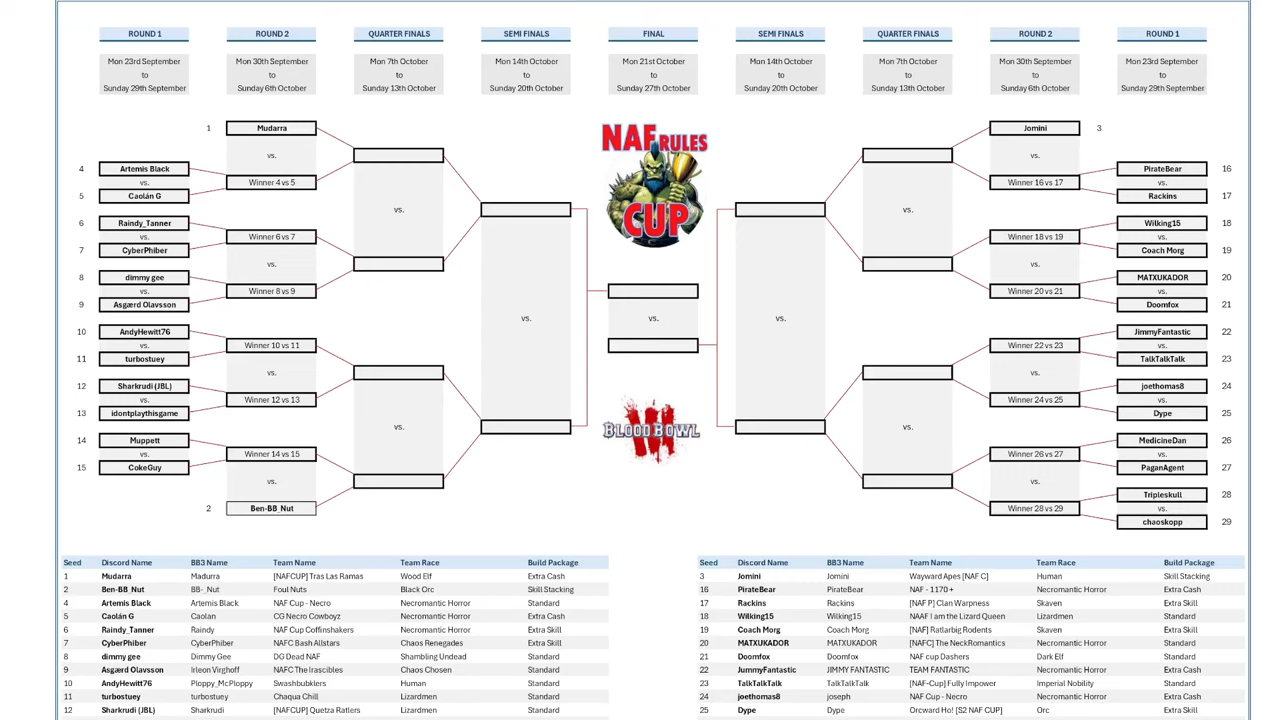 ROUND 1 ROUND 2 QUARTER FINALS SEMI FINALS FINAL SEMI FINALS QUARTER FINALS ROUND 2 ROUND 1
Mon 23rd September Mon 30th September Mon 7th October Mon 14th October Mon 21st October Mon 14th October Mon 7th October Mon 30th September Mon 23rd September
to to to to to to to to to
Sunday 29th September Sunday 6th October Sunday 13th October Sunday 20th October Sunday 27th October Sunday 20th October Sunday 13th October Sunday 6th October Sunday 29th September
1 Mudarra Jomini 3
NAF RULES
vs. vs.
4 Artemis Black PirateBear 16
vs. Winner 4 vs 5 Winner 16 vs 17 vs.
5 Caolán G Rackins 17
vs. vs.
CUP
6 Raindy_Tanner Wilking15 18
vs. Winner 6 vs 7 Winner 18 vs 19 vs.
7 CyberPhiber Coach Morg 19
vs. vs.
8 dimmy gee MATXUKADOR 20
vs. Winner 8 vs 9 Winner 20 vs 21 vs.
9 Asgærd Olavsson Doomfox 21
vs. vs. vs.
10 AndyHewitt76 JimmyFantastic 22
vs. Winner 10 vs 11 Winner 22 vs 23 vs.
11 turbostuey TalkTalkTalk 23
vs. vs.
12 Sharkrudi (JBL) joethomas8 24
vs. Winner 12 vs 13 Winner 24 vs 25 vs.
13 idontplaythisgame Dype 25
vs. BLOOD BOWL vs.
14 Muppett MedicineDan 26
vs. Winner 14 vs 15 Winner 26 vs 27 vs.
15 CokeGuy PaganAgent 27
vs. vs.
Tripleskull 28
2 Ben-BB_Nut Winner 28 vs 29 vs.
chaoskopp 29
Seed Discord Name BB3 Name Team Name Team Race Build Package
1 Mudarra Madurra [NAFCUP] Tras Las Ramas Wood Elf Extra Cash
2 Ben-BB_Nut BB-_Nut Foul Nuts Black Orc Skill Stacking
4 Artemis Black Artemis Black NAF Cup - Necro Necromantic Horror Standard
5 Caolán G Caolan CG Necro Cowboyz Necromantic Horror Extra Cash
6 Raindy_Tanner Raindy NAF Cup Coffinshakers Necromantic Horror Extra Skill
7 CyberPhiber CyberPhiber NAFC Bash Allstars Chaos Renegades Extra Skill
8 dimmy gee Dimmy Gee DG Dead NAF Shambling Undead Standard
9 Asgærd Olavsson Irleon Virghoff NAFC The Irascibles Chaos Chosen Standard
10 AndyHewitt76 Ploppy_McPloppy Swashbubklers Human Standard
11 turbostuey turbostuey Chaqua Chill Lizardmen Standard
12 Sharkrudi (JBL) Sharkrudi [NAFCUP] Quetza Ratlers Lizardmen Standard
Seed Discord Name BB3 Name Team Name Team Race Build Package
3 Jomini Jomini Wayward Apes [NAF C] Human Skill Stacking
16 PirateBear PirateBear NAF - 1170 + Necromantic Horror Extra Cash
17 Rackins Rackins [NAF P] Clan Warpness Skaven Extra Skill
18 Wilking15 Wilking15 NAAF I am the Lizard Queen Lizardmen Standard
19 Coach Morg Coach Morg [NAF] Ratlarbig Rodents Skaven Extra Skill
20 MATXUKADOR MATXUKADOR [NAFC] The NeckRomantics Necromantic Horror Standard
21 Doomfox Doomfox NAF cup Dashers Dark Elf Standard
22 JummyFantastic JIMMY FANTASTIC TEAM FANTASTIC Necromantic Horror Extra Cash
23 TalkTalkTalk TalkTalkTalk [NAF-Cup] Fully Impower Imperial Nobility Standard
24 joethomas8 joseph NAF Cup - Necro Necromantic Horror Extra Cash
25 Dype Dype Orcward Ho! [S2 NAF CUP] Orc Extra Skill